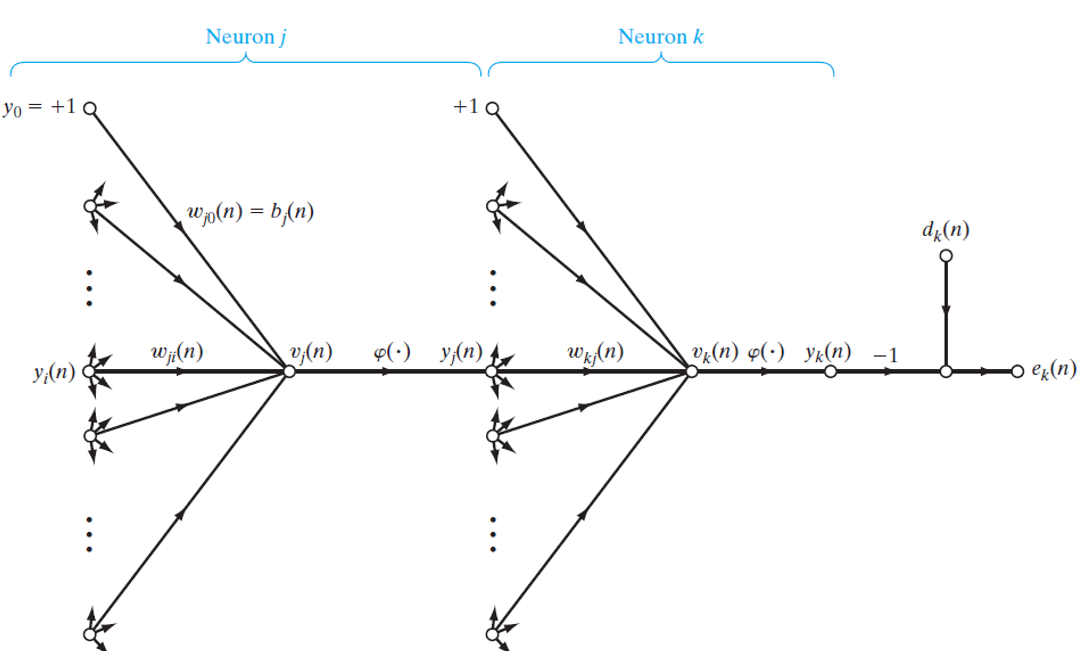 Neuron j Neuron k
y₀ = +1 +1
wⱼ₀(n) = bⱼ(n)
dₖ(n)
yᵢ(n) wⱼᵢ(n) vⱼ(n) φ(·) yⱼ(n) wₖⱼ(n) vₖ(n) φ(·) yₖ(n) −1 eₖ(n)